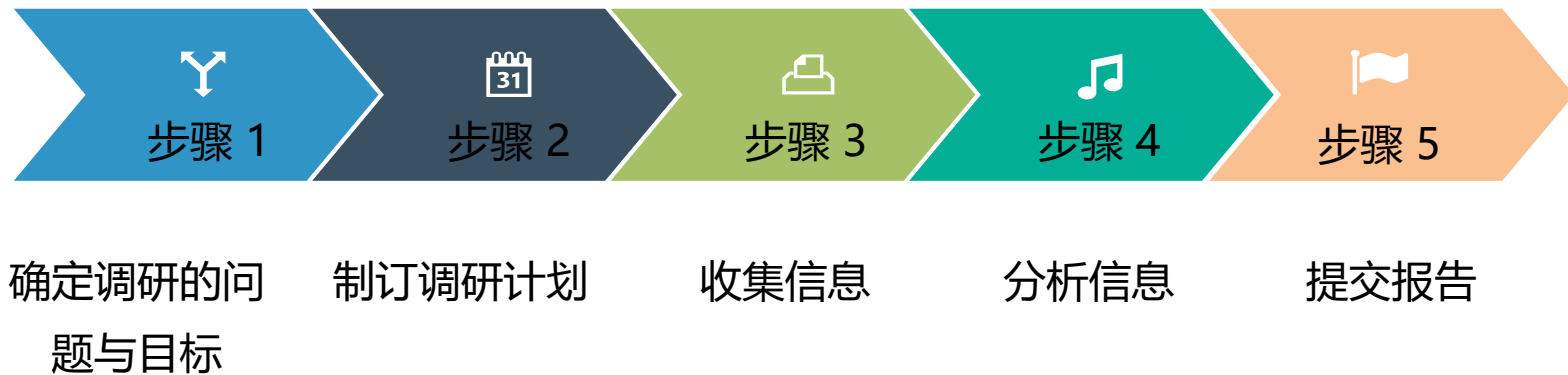 31
步骤 1
步骤 2
步骤 3
步骤 4
步骤 5
确定调研的问
题与目标
制订调研计划
收集信息
分析信息
提交报告